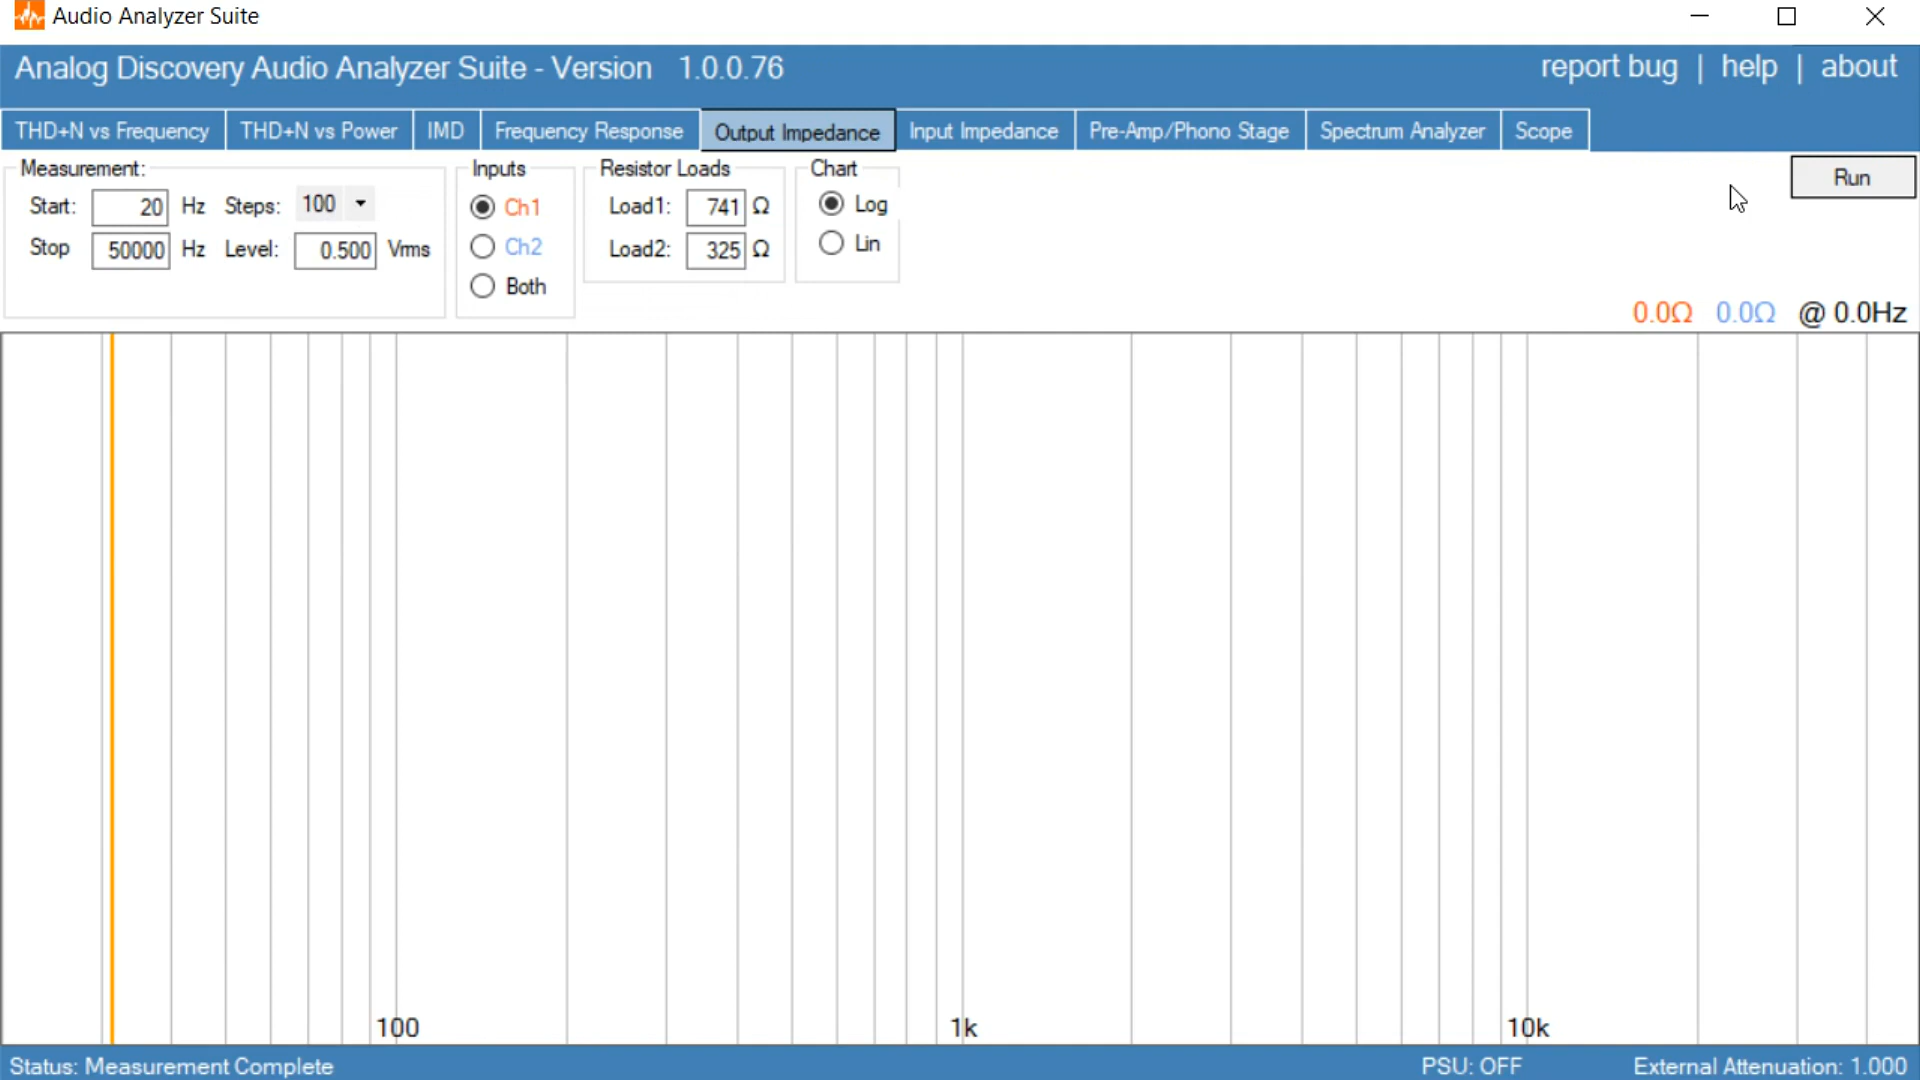 Audio Analyzer Suite
Analog Discovery Audio Analyzer Suite - Version 1.0.0.76
report bug | help | about
THD+N vs Frequency THD+N vs Power IMD Frequency Response Output Impedance Input Impedance Pre-Amp/Phono Stage Spectrum Analyzer Scope
Measurement: Inputs Resistor Loads Chart
Start: 20 Hz Steps: 100 Ch1 Load1: 741 Ω Log Run
Stop 50000 Hz Level: 0.500 Vrms Ch2 Load2: 325 Ω Lin
Both
0.0Ω 0.0Ω @ 0.0Hz
100 1k 10k
Status: Measurement Complete PSU: OFF External Attenuation: 1.000